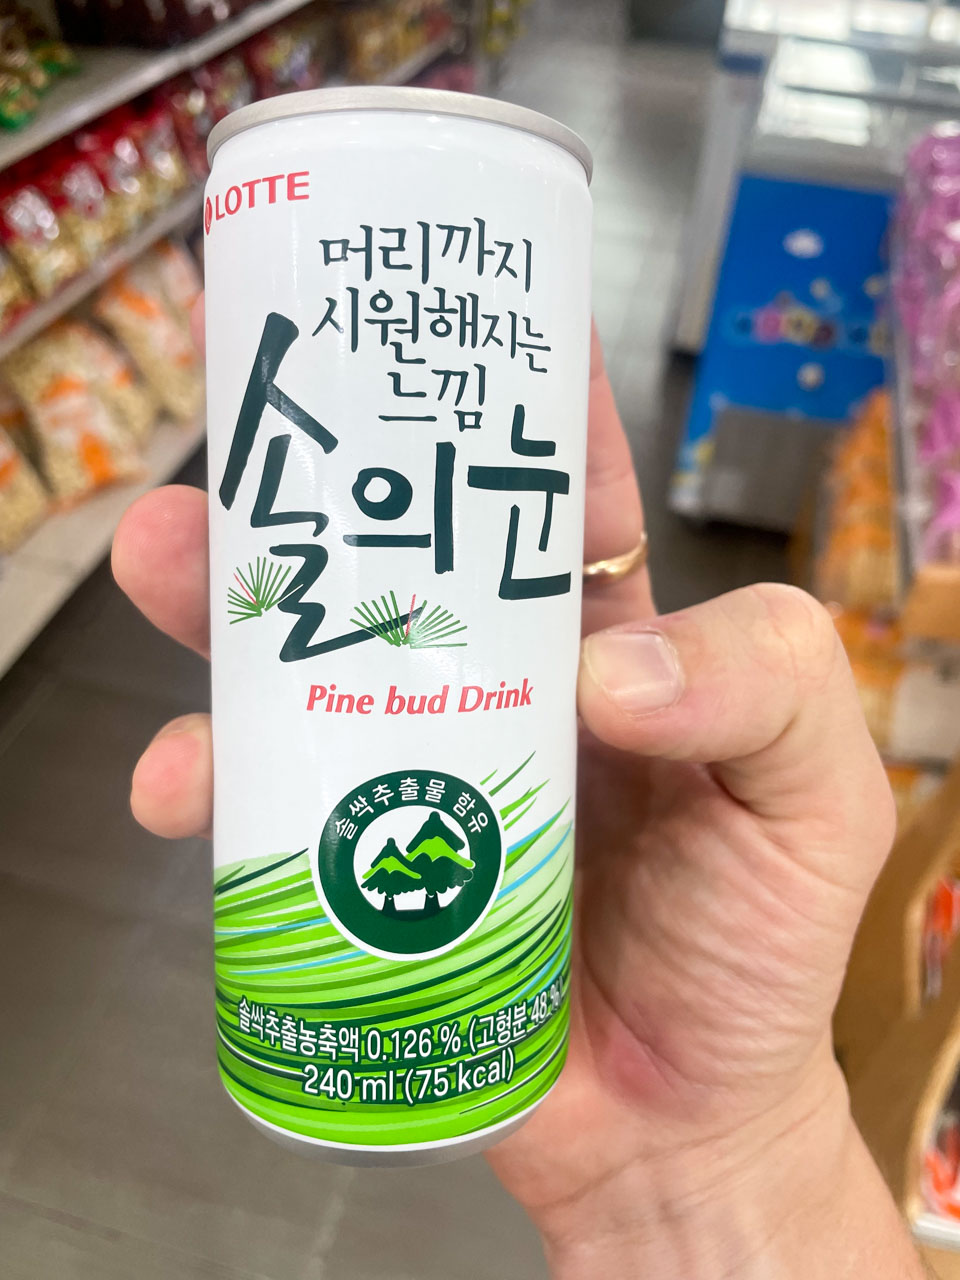 LOTTE
머리까지
시원해지는
느낌
솔의눈
Pine bud Drink
솔싹추출물 함유
솔싹추출농축액 0.126 % (고형분 48 %)
240 ml (75 kcal)